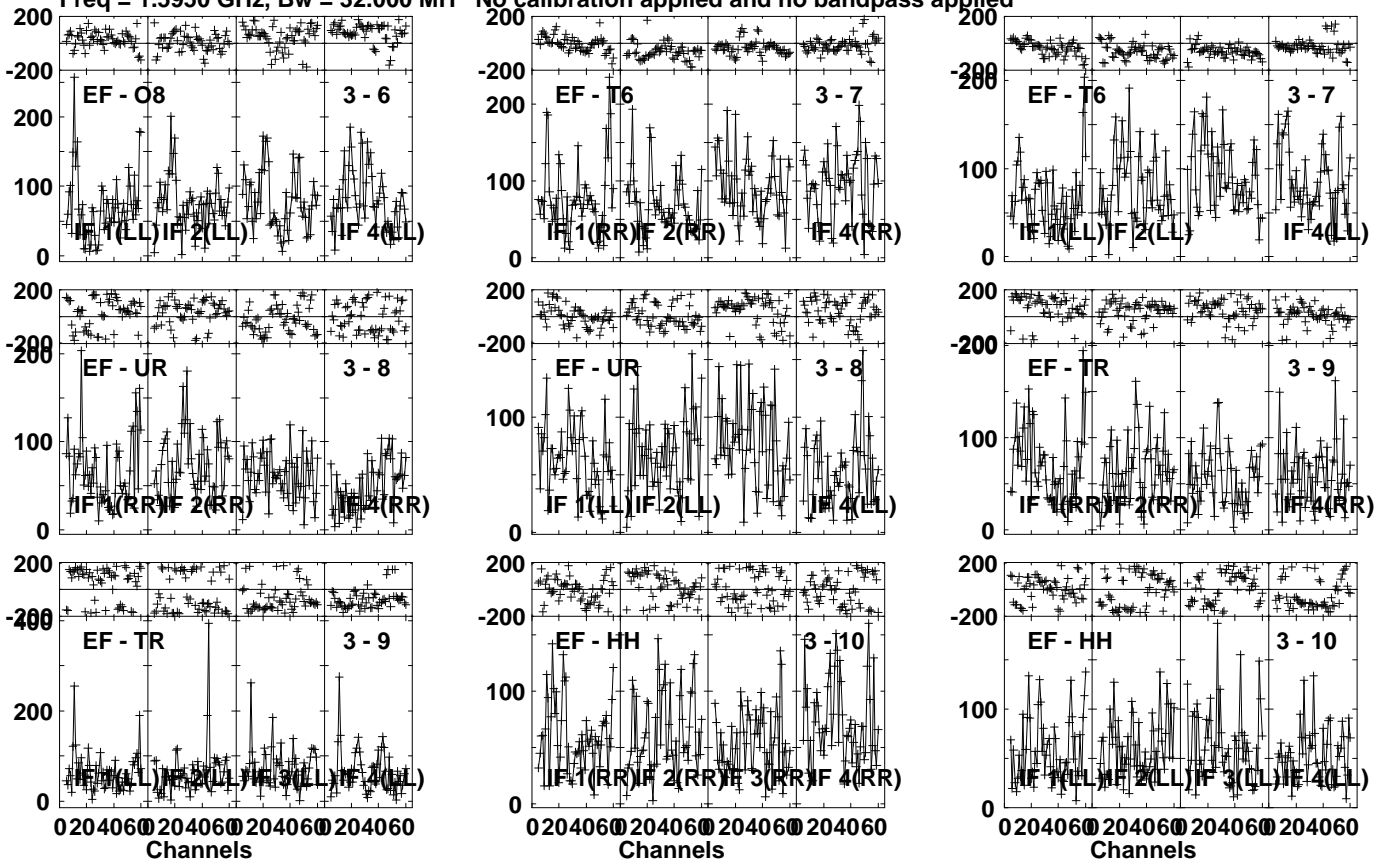 Freq = 1.5950 GHz, Bw = 32.000 MH No calibration applied and no bandpass applied
200 200 200
-200 -200 -200
EF - O8 3 - 6 EF - T6 3 - 7 EF - T6 3 - 7
200 200 200
100 100 100
IF 1(LL) IF 2(LL) IF 4(LL) IF 1(RR) IF 2(RR) IF 4(RR) IF 1(LL) IF 2(LL) IF 4(LL)
0 0 0
200 200 200
-200 -200 -200
200 200
EF - UR 3 - 8 EF - UR 3 - 8 EF - TR 3 - 9
100 100 100
IF 1(RR) IF 2(RR) IF 4(RR) IF 1(LL) IF 2(LL) IF 4(LL) IF 1(RR) IF 2(RR) IF 4(RR)
0 0 0
200 200 200
-200 -200 -200
400
EF - TR 3 - 9 EF - HH 3 - 10 EF - HH 3 - 10
200 100 100
IF 1(LL) IF 2(LL) IF 3(LL) IF 4(LL) IF 1(RR) IF 2(RR) IF 3(RR) IF 4(RR) IF 1(LL) IF 2(LL) IF 3(LL) IF 4(LL)
0 0 0
0 20 40 60 0 20 40 60 0 20 40 60 0 20 40 60 0 20 40 60 0 20 40 60 0 20 40 60 0 20 40 60 0 20 40 60 0 20 40 60 0 20 40 60 0 20 40 60
Channels Channels Channels